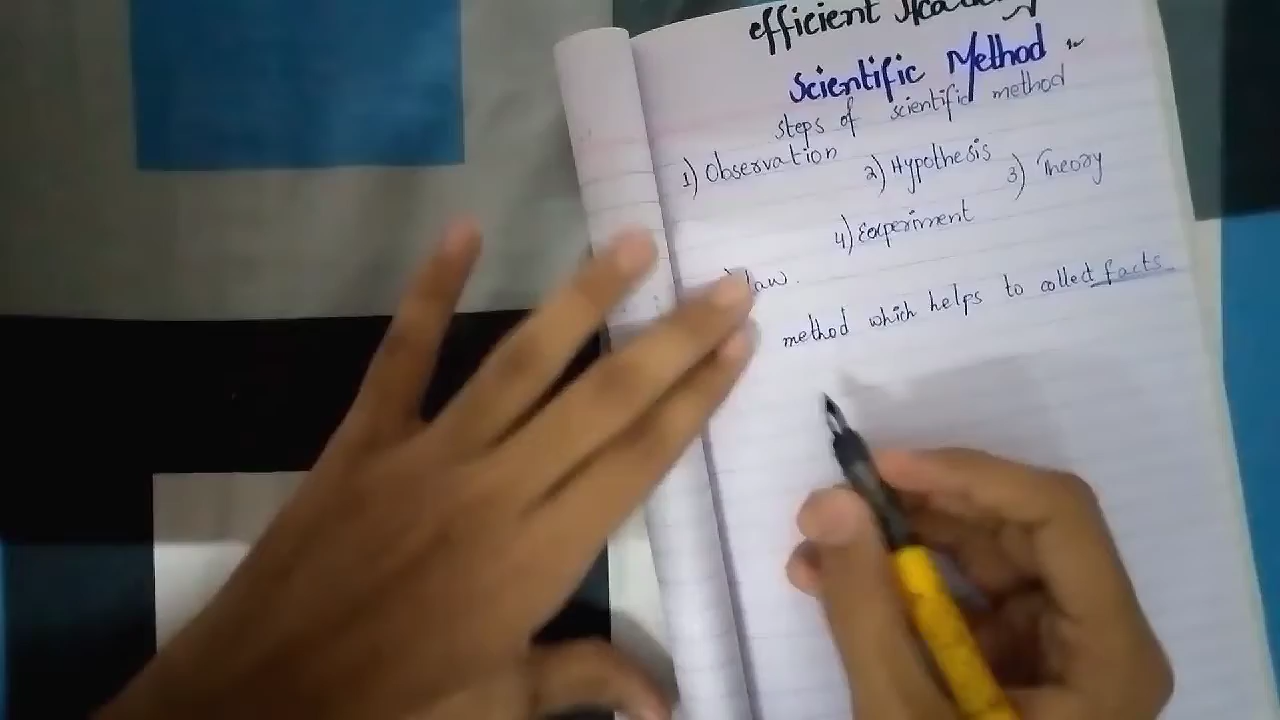 efficient
Scientific Method
steps of scientific method
1) Observation 2) Hypothesis 3) Theory
4) Experiment
) law.
method which helps to collect facts